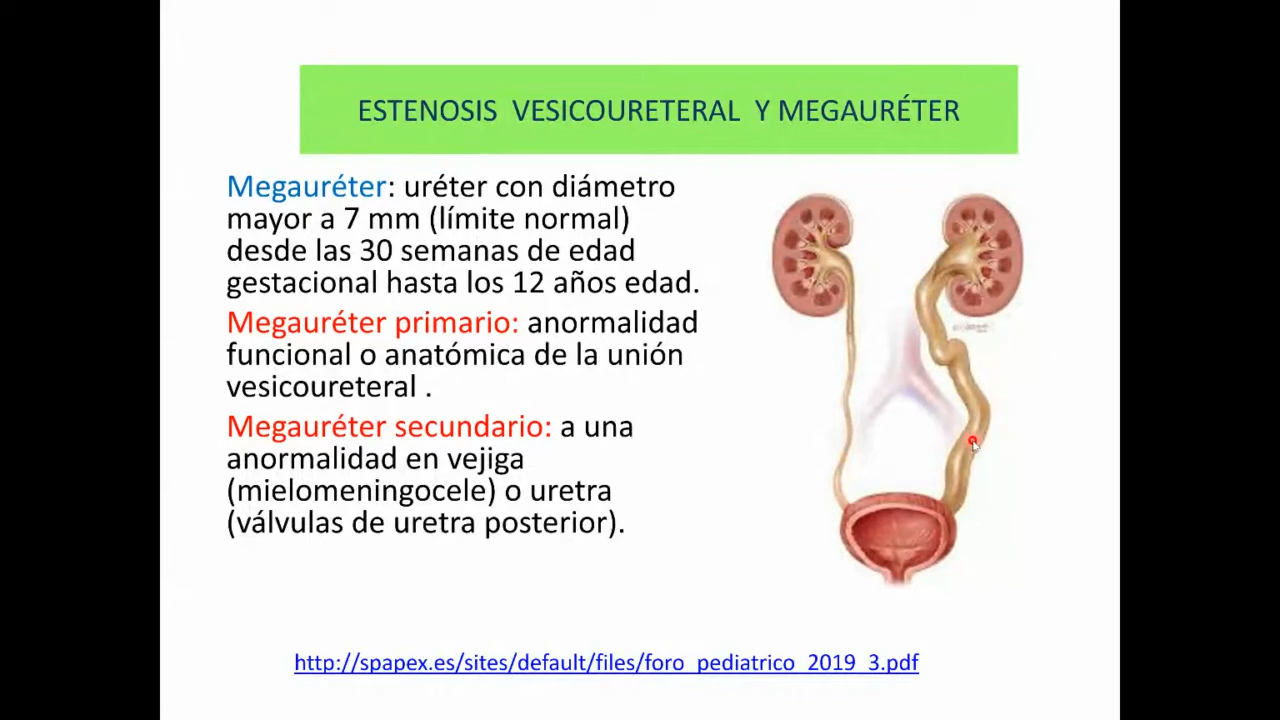 ESTENOSIS VESICOURETERAL Y MEGAURÉTER
Megauréter: uréter con diámetro
mayor a 7 mm (límite normal)
desde las 30 semanas de edad
gestacional hasta los 12 años edad.
Megauréter primario: anormalidad
funcional o anatómica de la unión
vesicoureteral .
Megauréter secundario: a una
anormalidad en vejiga
(mielomeningocele) o uretra
(válvulas de uretra posterior).
http://spapex.es/sites/default/files/foro_pediatrico_2019_3.pdf